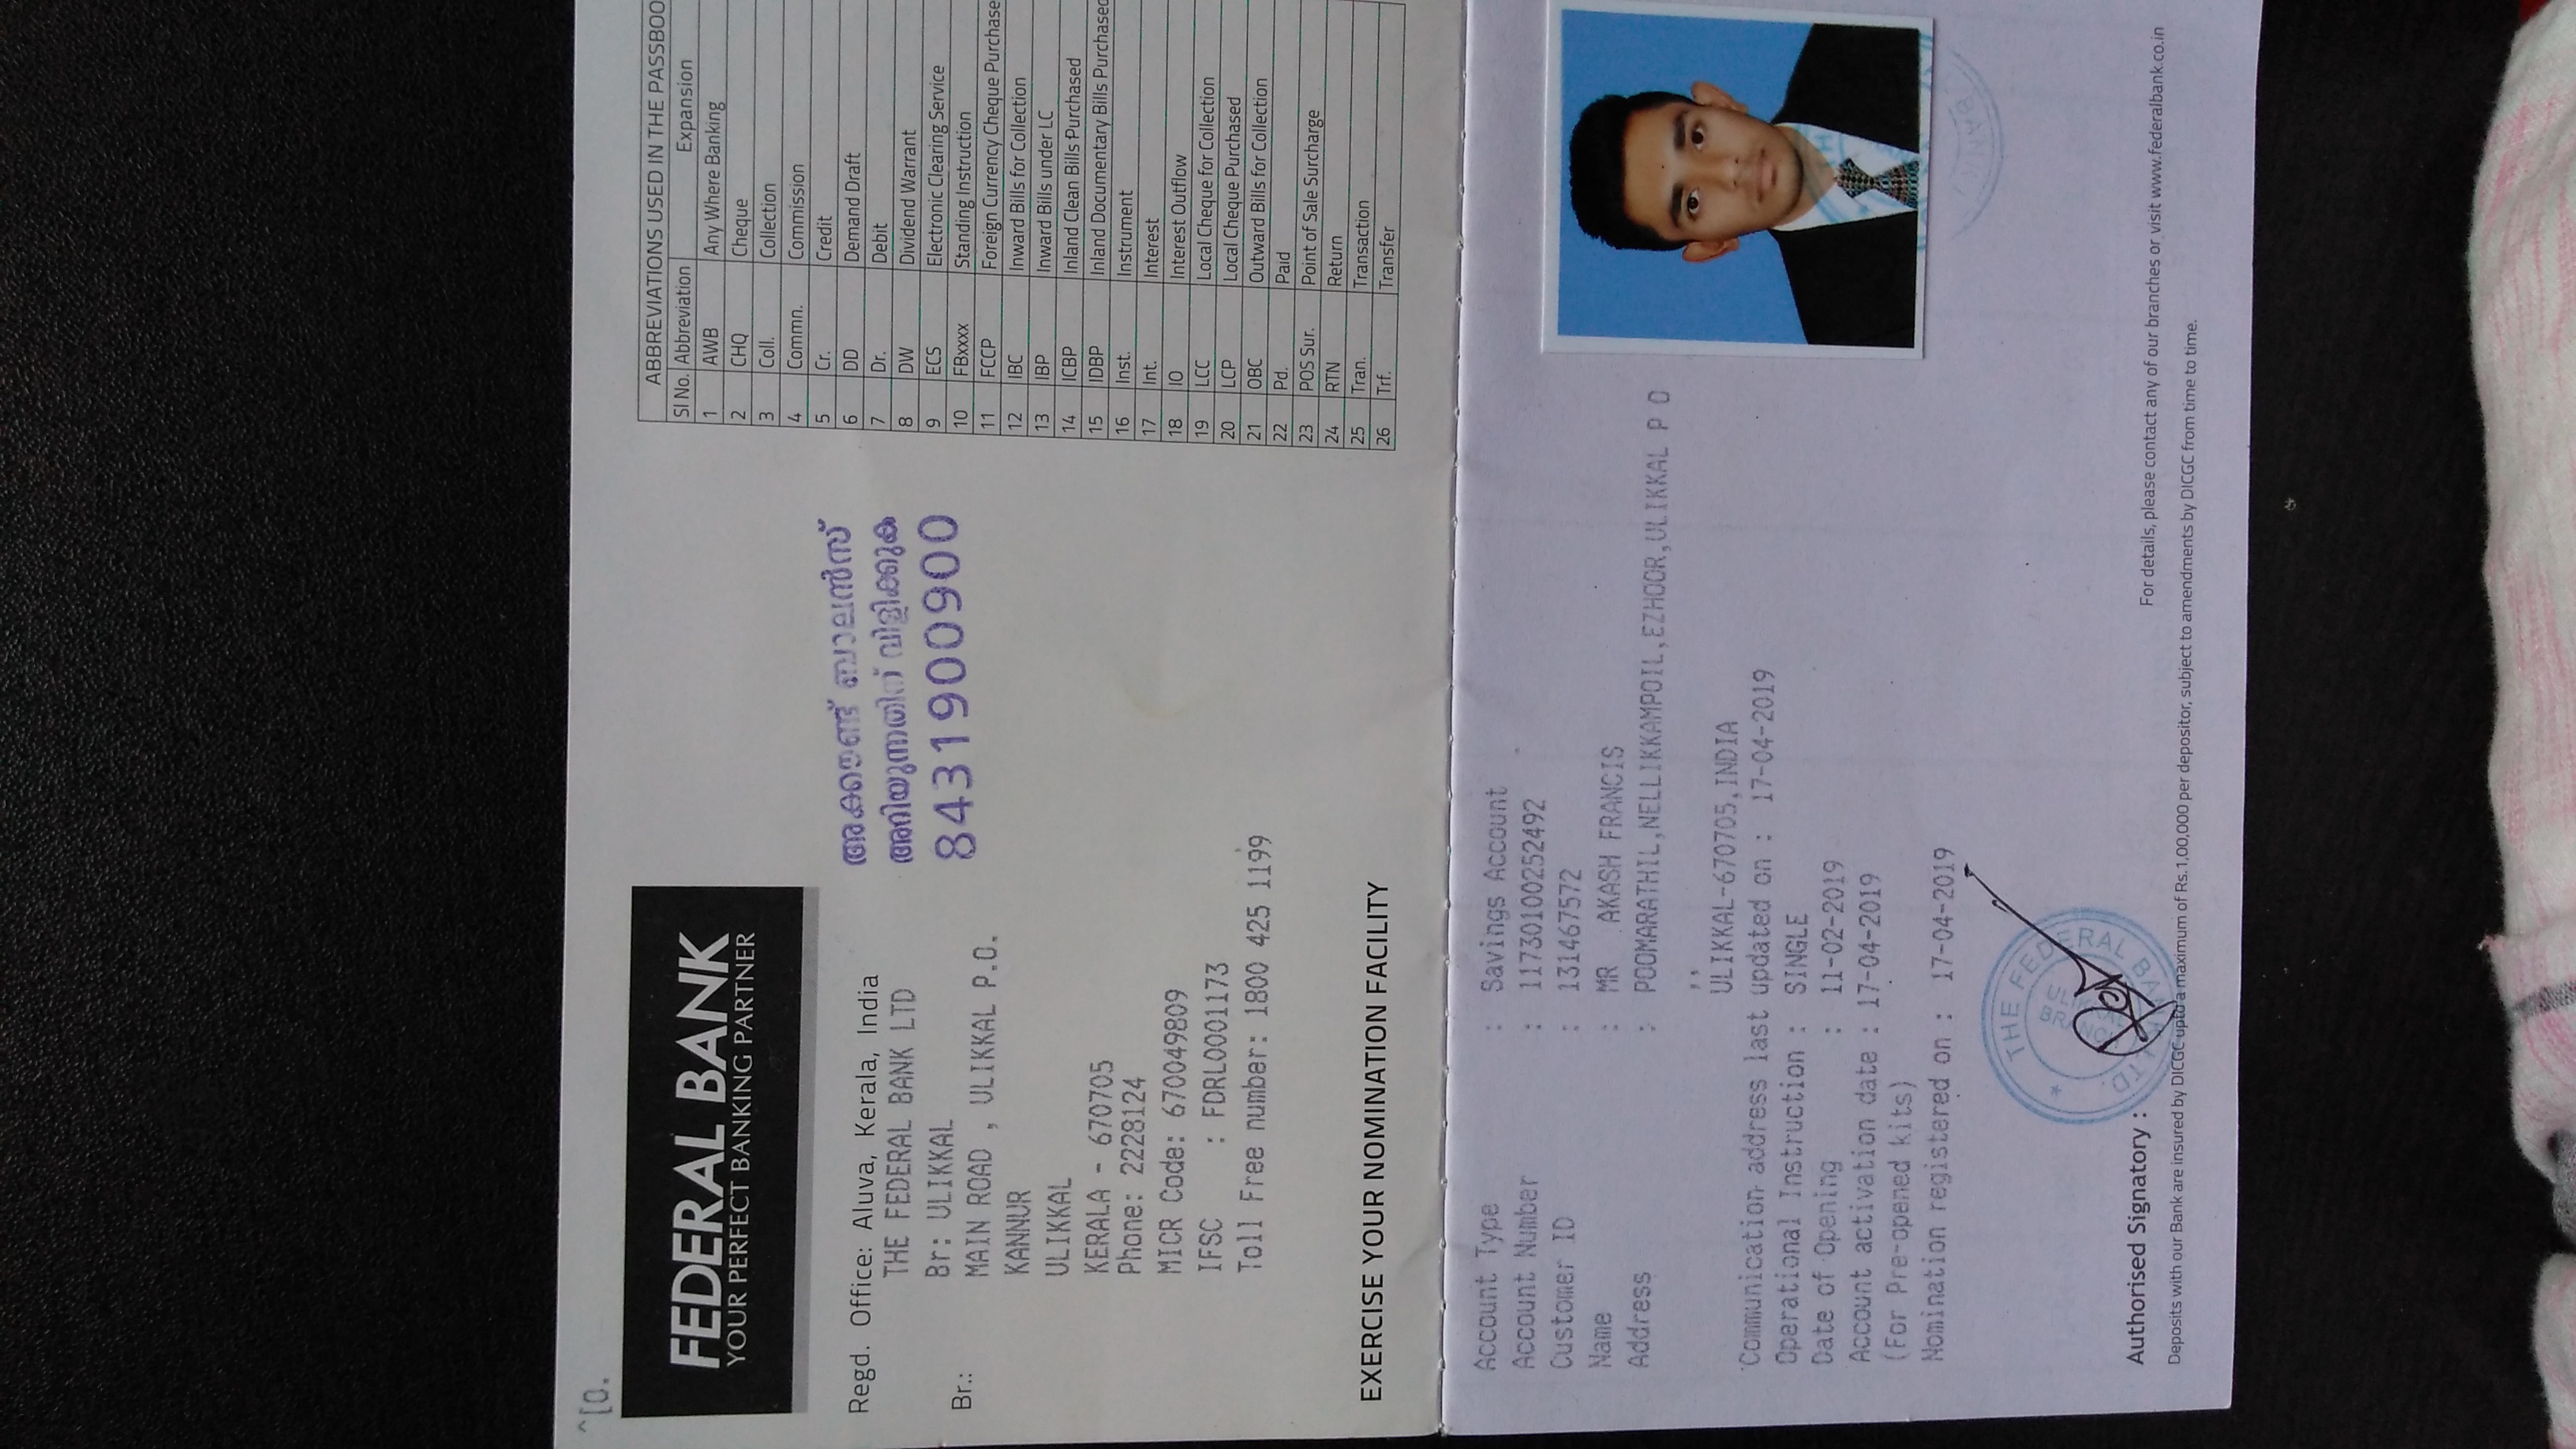 ^[0.
FEDERAL BANK
YOUR PERFECT BANKING PARTNER
Regd. Office: Aluva, Kerala, India
THE FEDERAL BANK LTD
Br.: Br: ULIKKAL
MAIN ROAD , ULIKKAL P.O.
KANNUR
ULIKKAL
KERALA - 670705
Phone: 2228124
MICR Code: 670049809
IFSC : FDRL0001173
Toll Free number: 1800 425 1199
EXERCISE YOUR NOMINATION FACILITY
അക്കൗണ്ട് ബാലൻസ്
അറിയുന്നതിന് വിളിക്കുക
8431900900
ABBREVIATIONS USED IN THE PASSBOO
Sl No. Abbreviation Expansion
1 AWB Any Where Banking
2 CHQ Cheque
3 Coll. Collection
4 Commn. Commission
5 Cr. Credit
6 DD Demand Draft
7 Dr. Debit
8 DW Dividend Warrant
9 ECS Electronic Clearing Service
10 FBxxxx Standing Instruction
11 FCCP Foreign Currency Cheque Purchase
12 IBC Inward Bills for Collection
13 IBP Inward Bills under LC
14 ICBP Inland Clean Bills Purchased
15 IDBP Inland Documentary Bills Purchased
16 Inst. Instrument
17 Int. Interest
18 IO Interest Outflow
19 LCC Local Cheque for Collection
20 LCP Local Cheque Purchased
21 OBC Outward Bills for Collection
22 Pd. Paid
23 POS Sur. Point of Sale Surcharge
24 RTN Return
25 Tran. Transaction
26 Trf. Transfer
Account Type : Savings Account
Account Number : 11730100252492
Customer ID : 131467572
Name : MR AKASH FRANCIS
Address : POOMARATHIL,NELLIKKAMPOIL,EZHOOR,ULIKKAL P O
,,
ULIKKAL-670705,INDIA
Communication address last updated on : 17-04-2019
Operational Instruction : SINGLE
Date of Opening : 11-02-2019
Account activation date : 17-04-2019
(For Pre-opened kits)
Nomination registered on : 17-04-2019
THE FEDERAL BANK LTD.
ULIKKAL
BRANCH
Authorised Signatory :
For details, please contact any of our branches or visit www.federalbank.co.in
Deposits with our Bank are insured by DICGC upto a maximum of Rs. 1,00,000 per depositor, subject to amendments by DICGC from time to time.